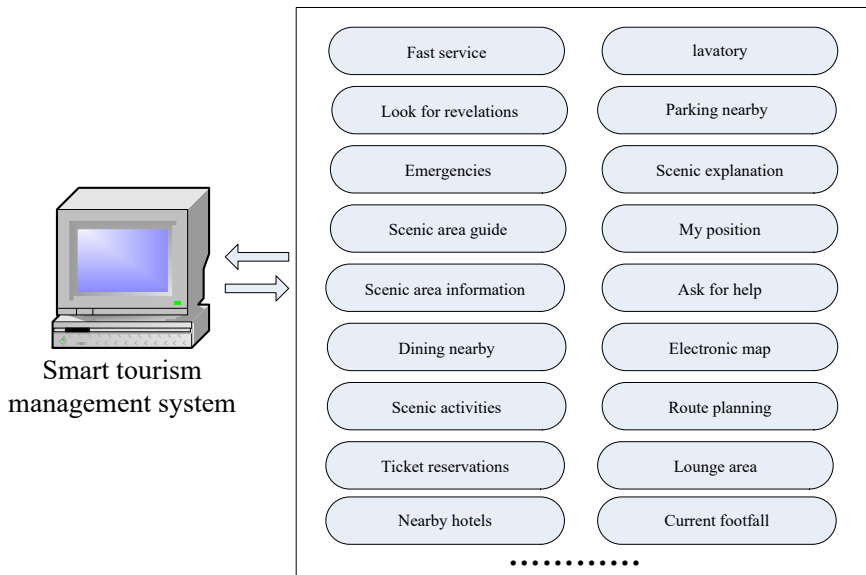 Fast service
lavatory
Look for revelations
Parking nearby
Emergencies
Scenic explanation
Scenic area guide
My position
Scenic area information
Ask for help
Dining nearby
Electronic map
Scenic activities
Route planning
Ticket reservations
Lounge area
Nearby hotels
Current footfall
Smart tourism
management system